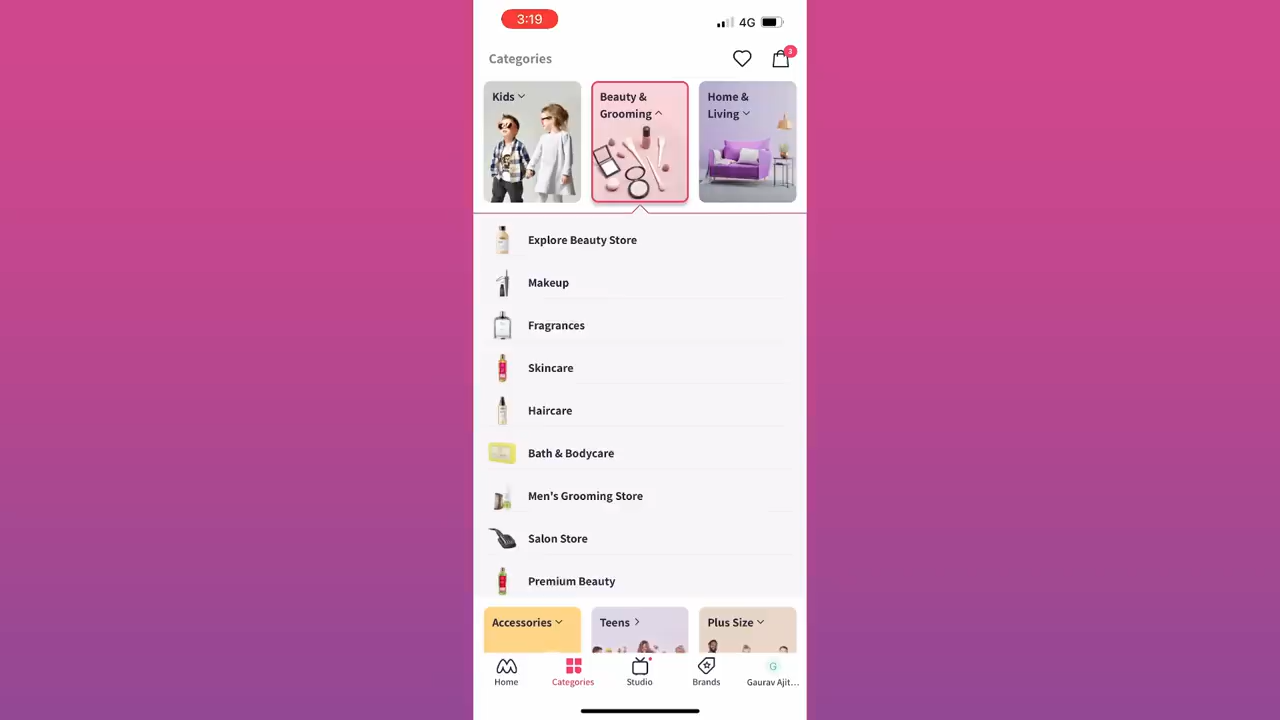 3:19
4G
Categories
3
Kids
Beauty &
Grooming
Home &
Living
Explore Beauty Store
Makeup
Fragrances
Skincare
Haircare
Bath & Bodycare
Men's Grooming Store
Salon Store
Premium Beauty
Accessories
Teens
Plus Size
G
Home
Categories
Studio
Brands
Gaurav Ajit...